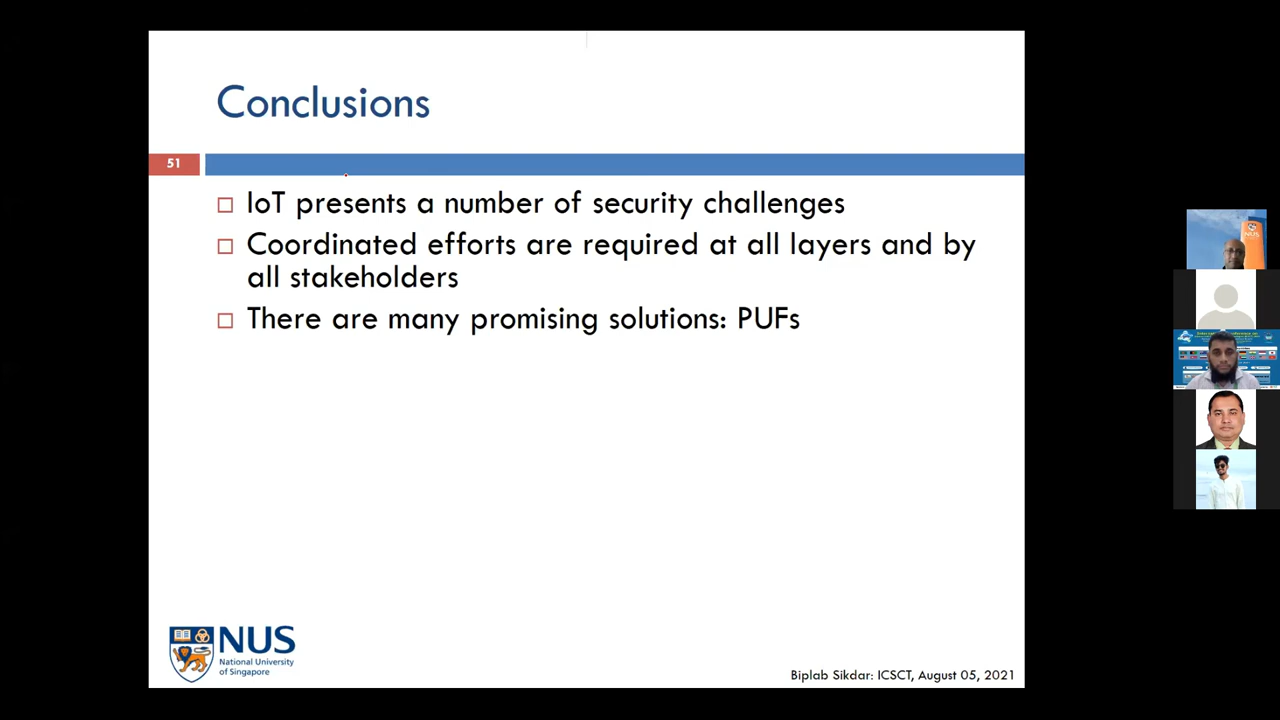 Conclusions
51
IoT presents a number of security challenges
Coordinated efforts are required at all layers and by
all stakeholders
There are many promising solutions: PUFs
NUS
National University
of Singapore
Biplab Sikdar: ICSCT, August 05, 2021
NUS